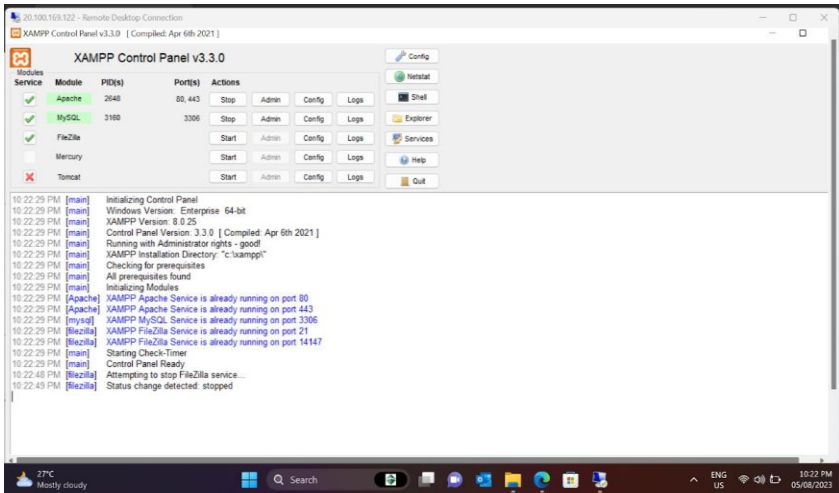 20.100.169.122 - Remote Desktop Connection
XAMPP Control Panel v3.3.0 [ Compiled: Apr 6th 2021 ]
XAMPP Control Panel v3.3.0
Config
Modules
Service Module PID(s) Port(s) Actions
Netstat
Apache 2648 80, 443 Stop Admin Config Logs
Shell
MySQL 3160 3306 Stop Admin Config Logs
Explorer
FileZilla Start Admin Config Logs
Services
Mercury Start Admin Config Logs
Help
Tomcat Start Admin Config Logs
Quit
10:22:29 PM [main] Initializing Control Panel
10:22:29 PM [main] Windows Version: Enterprise 64-bit
10:22:29 PM [main] XAMPP Version: 8.0.25
10:22:29 PM [main] Control Panel Version: 3.3.0 [ Compiled: Apr 6th 2021 ]
10:22:29 PM [main] Running with Administrator rights - good!
10:22:29 PM [main] XAMPP Installation Directory: "c:\xampp\"
10:22:29 PM [main] Checking for prerequisites
10:22:29 PM [main] All prerequisites found
10:22:29 PM [main] Initializing Modules
10:22:29 PM [Apache] XAMPP Apache Service is already running on port 80
10:22:29 PM [Apache] XAMPP Apache Service is already running on port 443
10:22:29 PM [mysql] XAMPP MySQL Service is already running on port 3306
10:22:29 PM [filezilla] XAMPP FileZilla Service is already running on port 21
10:22:29 PM [filezilla] XAMPP FileZilla Service is already running on port 14147
10:22:29 PM [main] Starting Check-Timer
10:22:29 PM [main] Control Panel Ready
10:22:48 PM [filezilla] Attempting to stop FileZilla service...
10:22:49 PM [filezilla] Status change detected: stopped
27°C
Mostly cloudy
Search
ENG
US
10:22 PM
05/08/2023